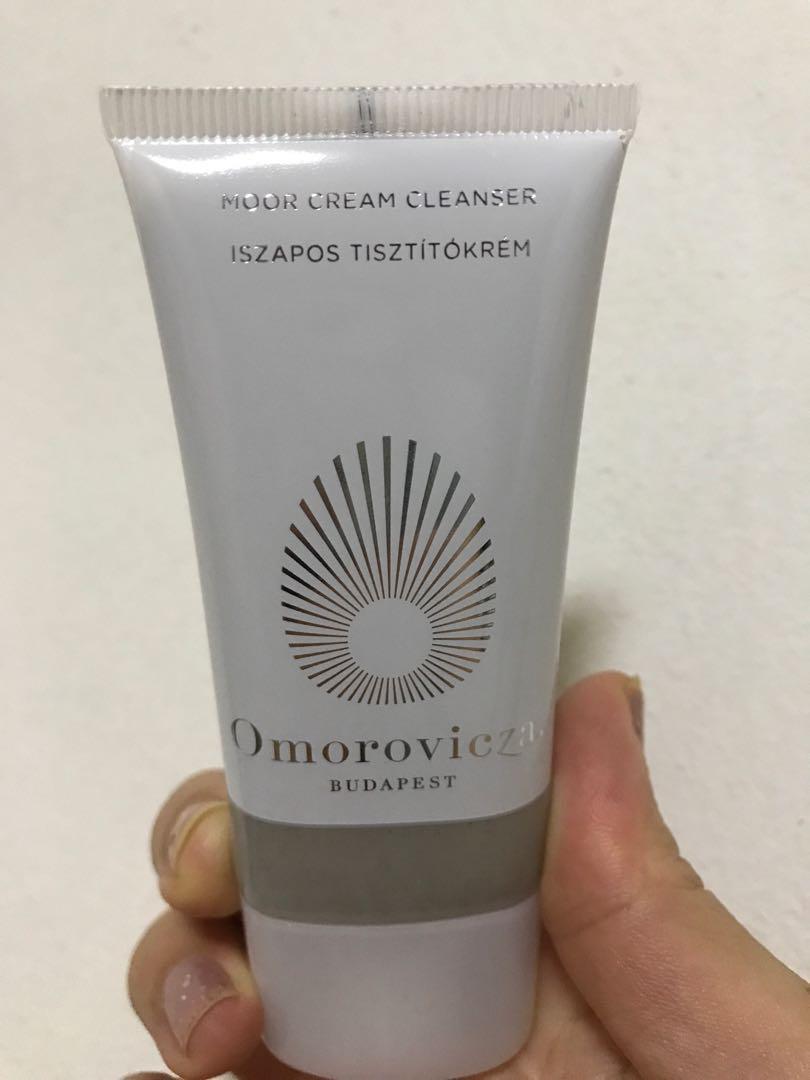 MOOR CREAM CLEANSER
ISZAPOS TISZTÍTÓKRÉM
Omorovicza
BUDAPEST